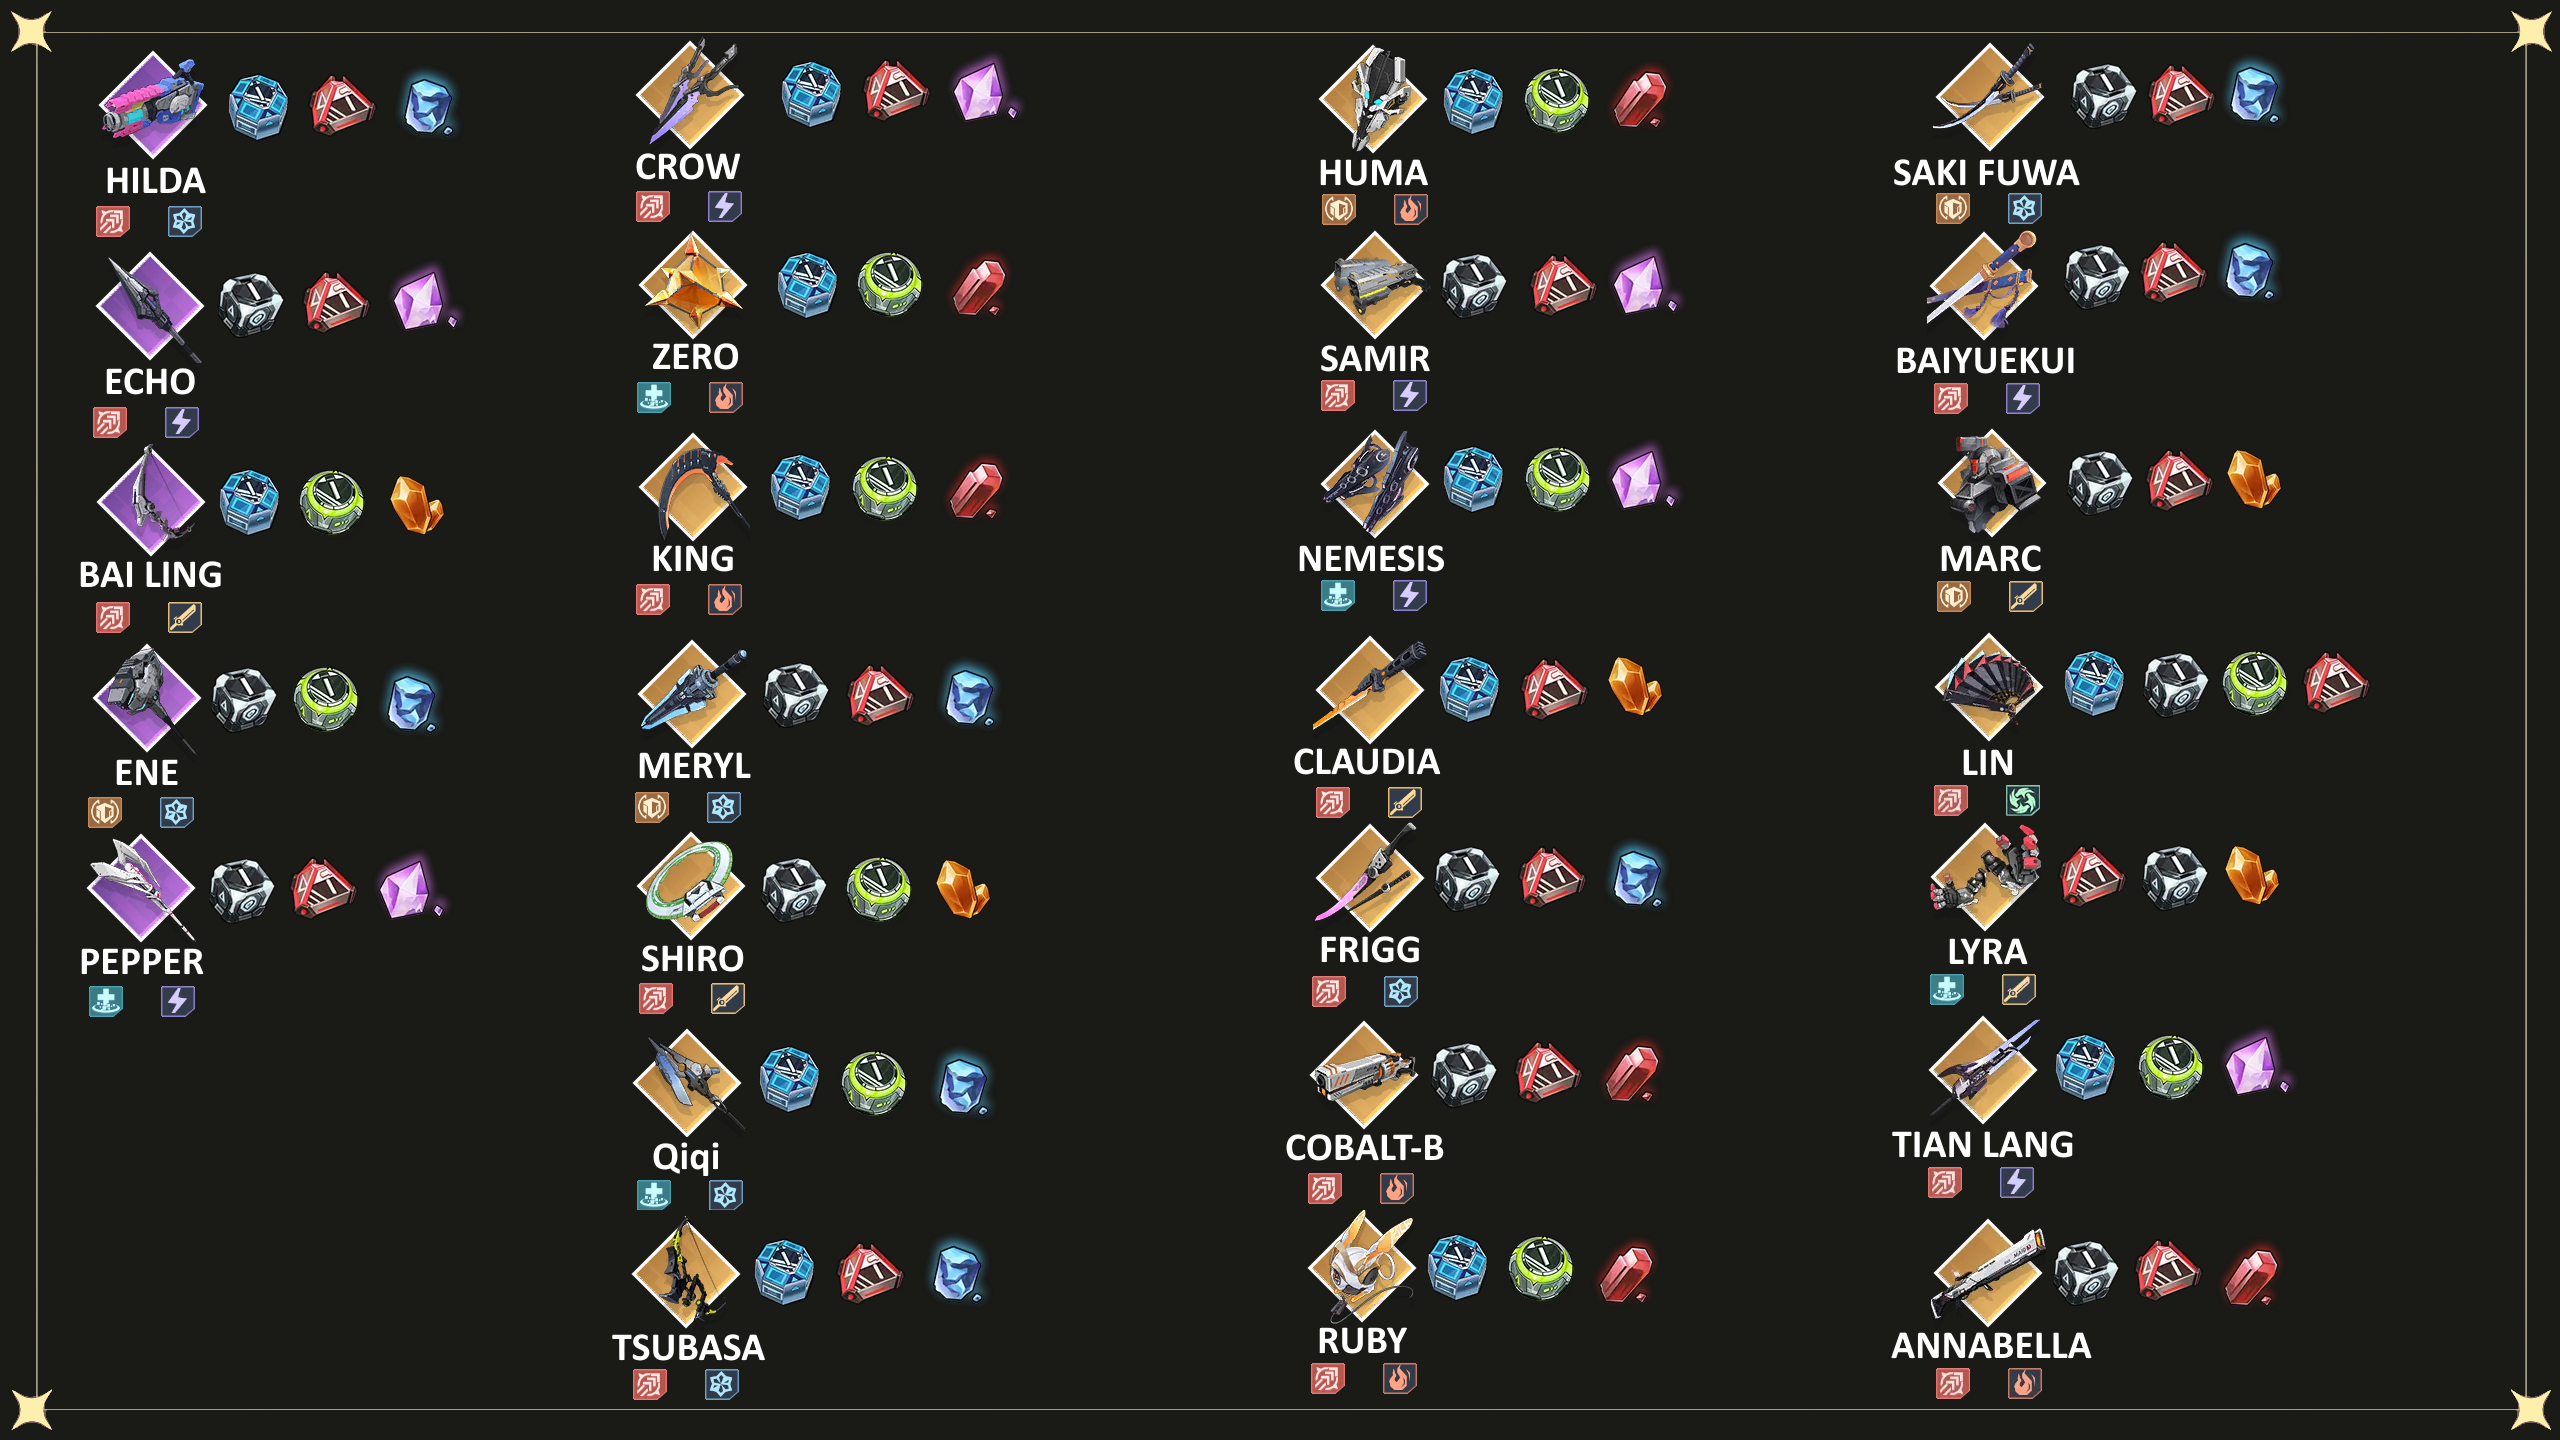 HILDA
ECHO
BAI LING
ENE
PEPPER
CROW
ZERO
KING
MERYL
SHIRO
Qiqi
TSUBASA
HUMA
SAMIR
NEMESIS
CLAUDIA
FRIGG
COBALT-B
RUBY
SAKI FUWA
BAIYUEKUI
MARC
LIN
LYRA
TIAN LANG
ANNABELLA